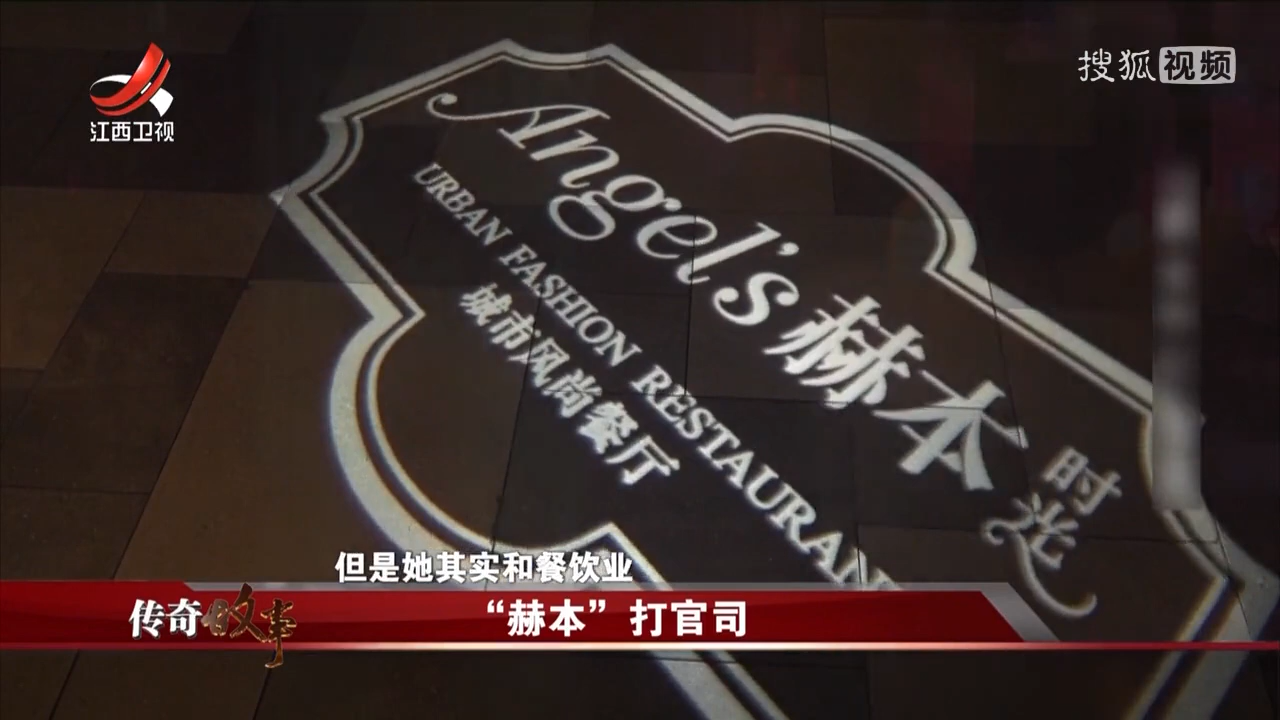 江西卫视
搜狐视频
Angel's赫本
时光
URBAN FASHION RESTAURAN
城市风尚餐厅
但是她其实和餐饮业
传奇故事
“赫本”打官司